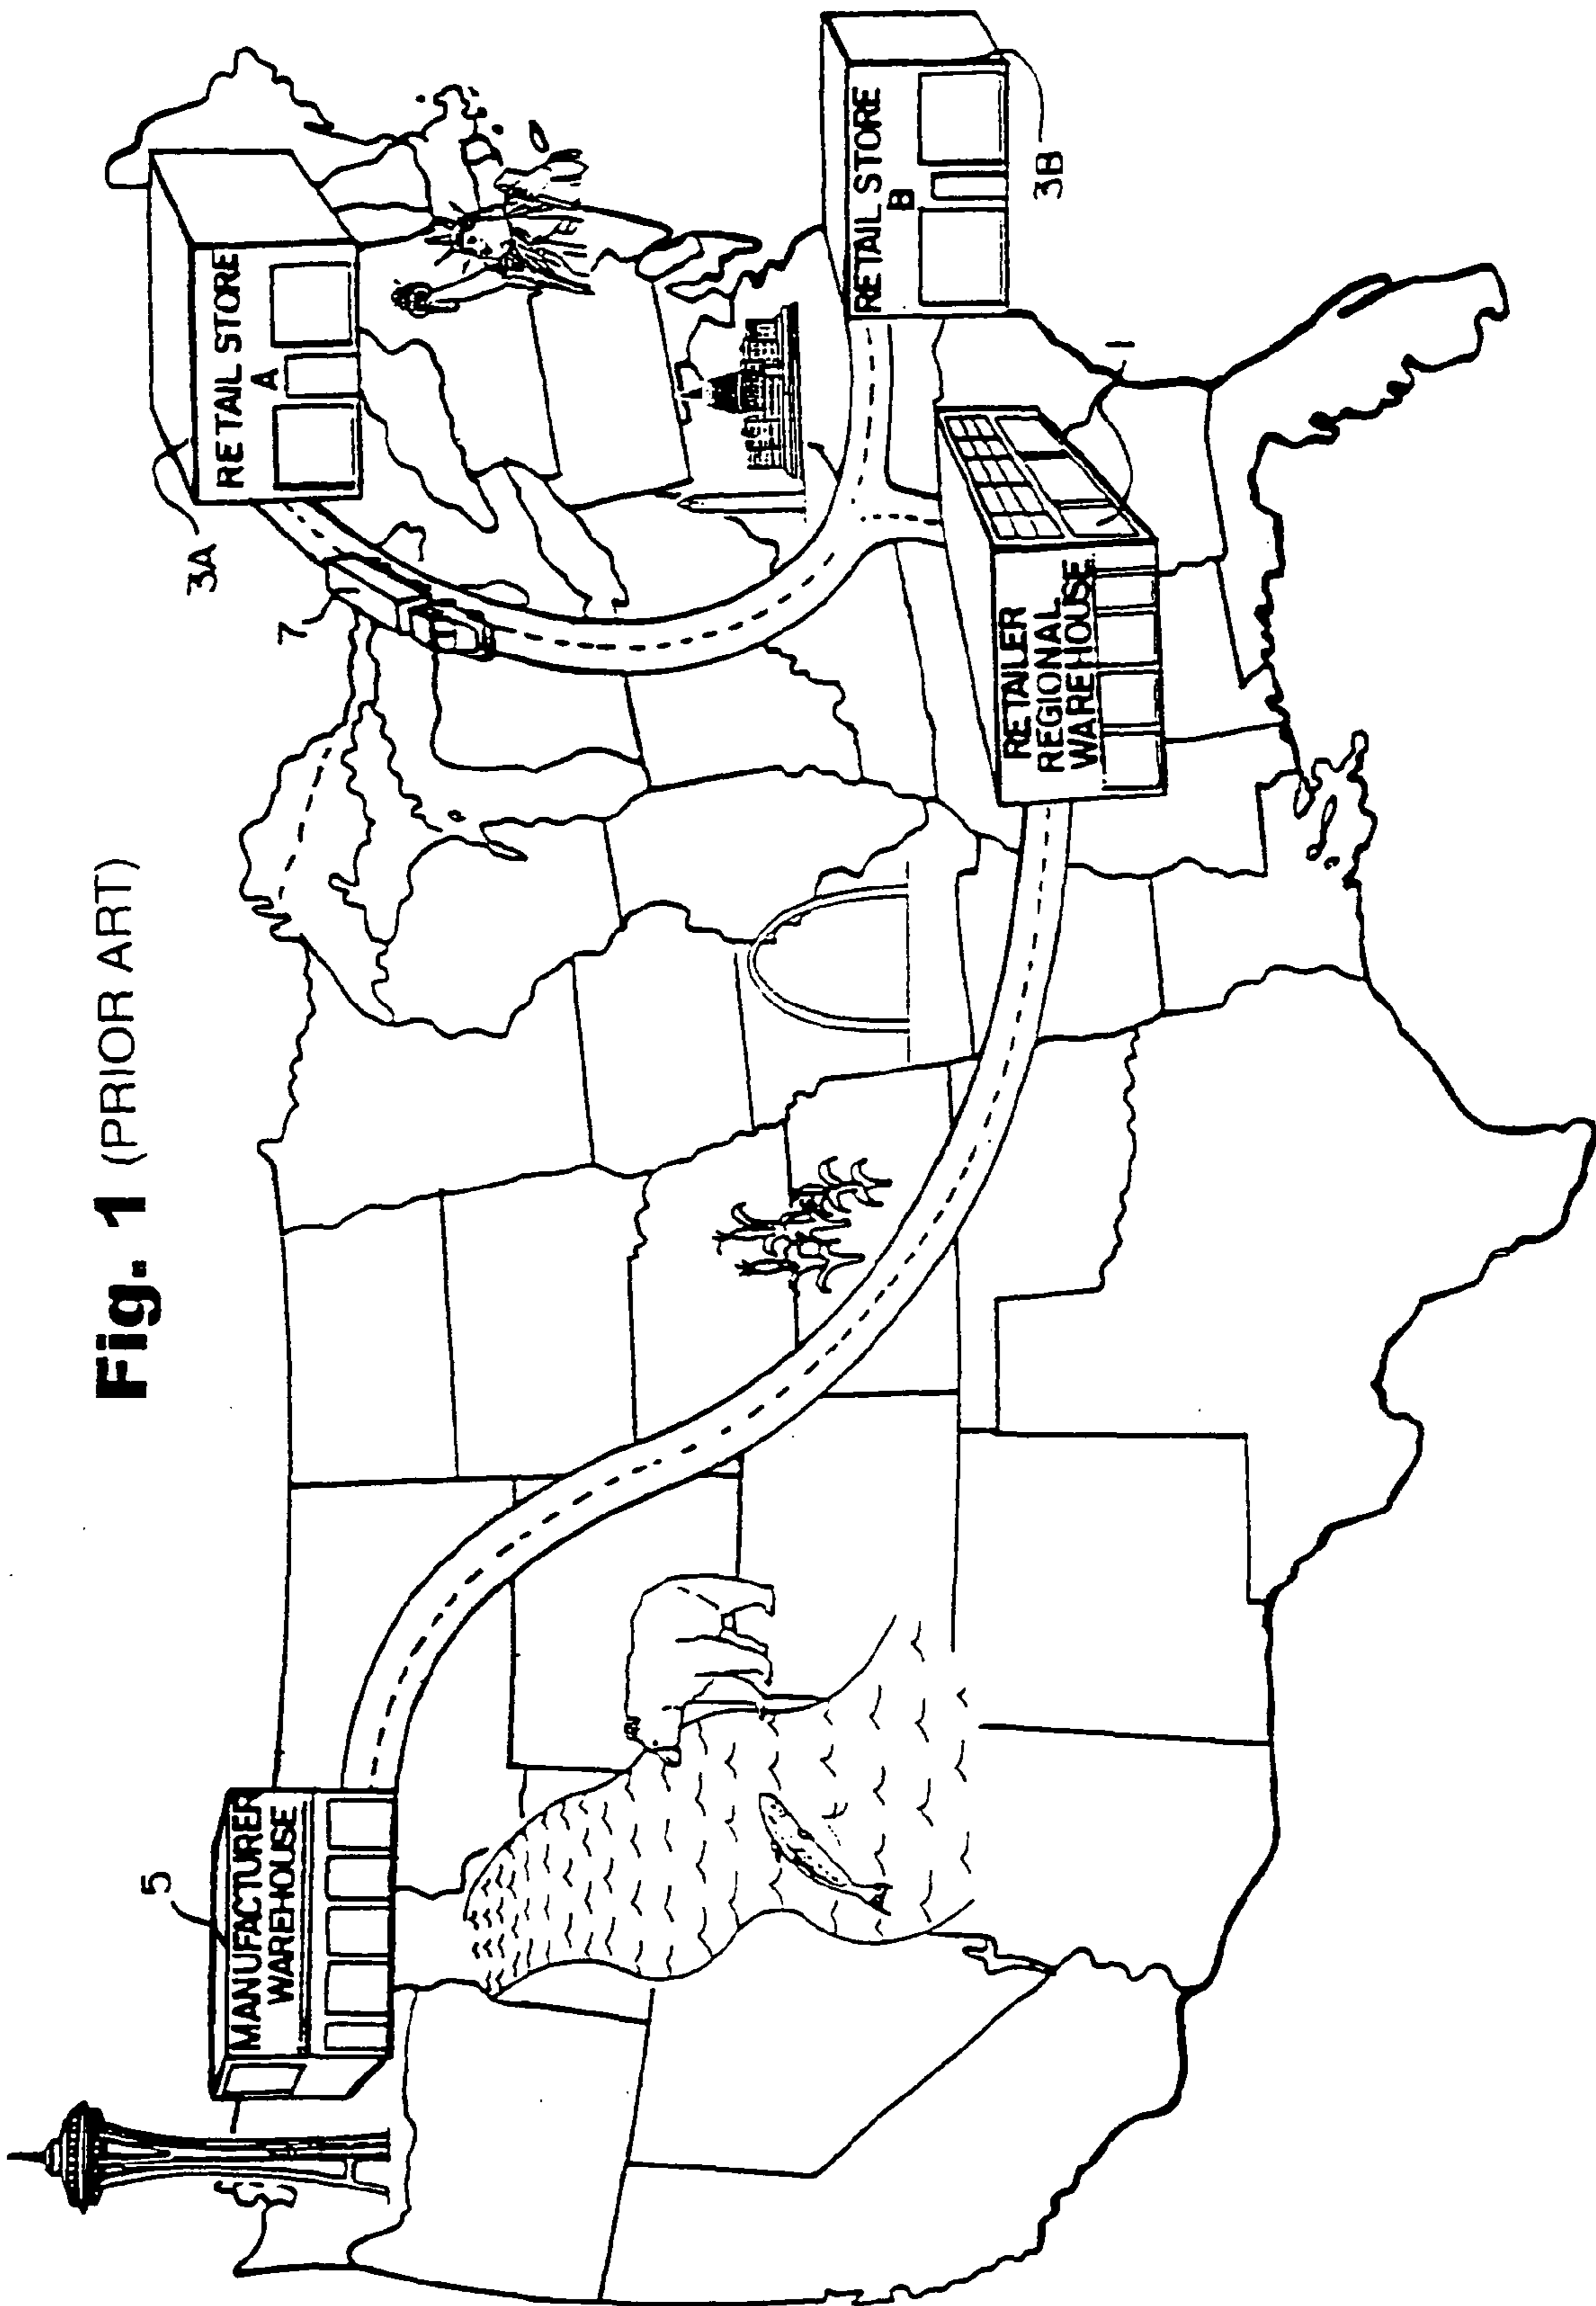 Fig. 1 (PRIOR ART)
5
MANUFACTURER
WAREHOUSE
3A
RETAIL STORE
A
7
RETAILER
REGIONAL
WAREHOUSE
1
RETAIL STORE
B
3B